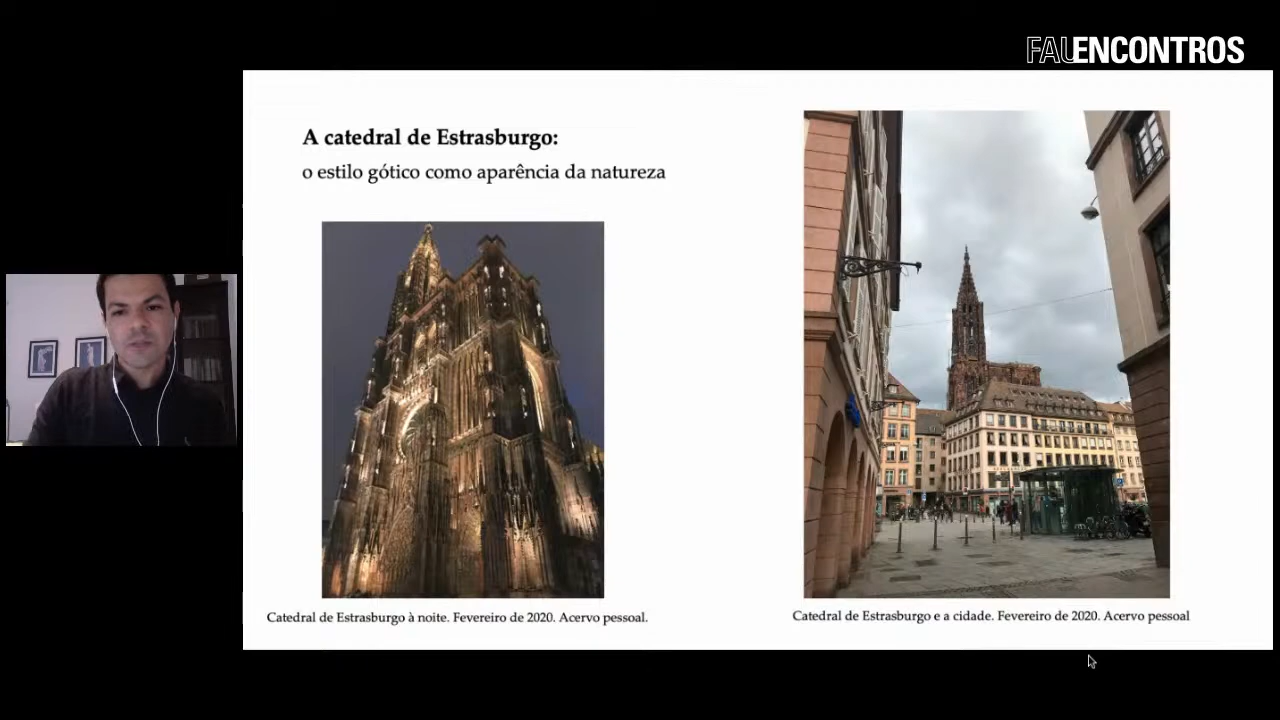 FAUENCONTROS
A catedral de Estrasburgo:
o estilo gótico como aparência da natureza
Catedral de Estrasburgo à noite. Fevereiro de 2020. Acervo pessoal.
Catedral de Estrasburgo e a cidade. Fevereiro de 2020. Acervo pessoal